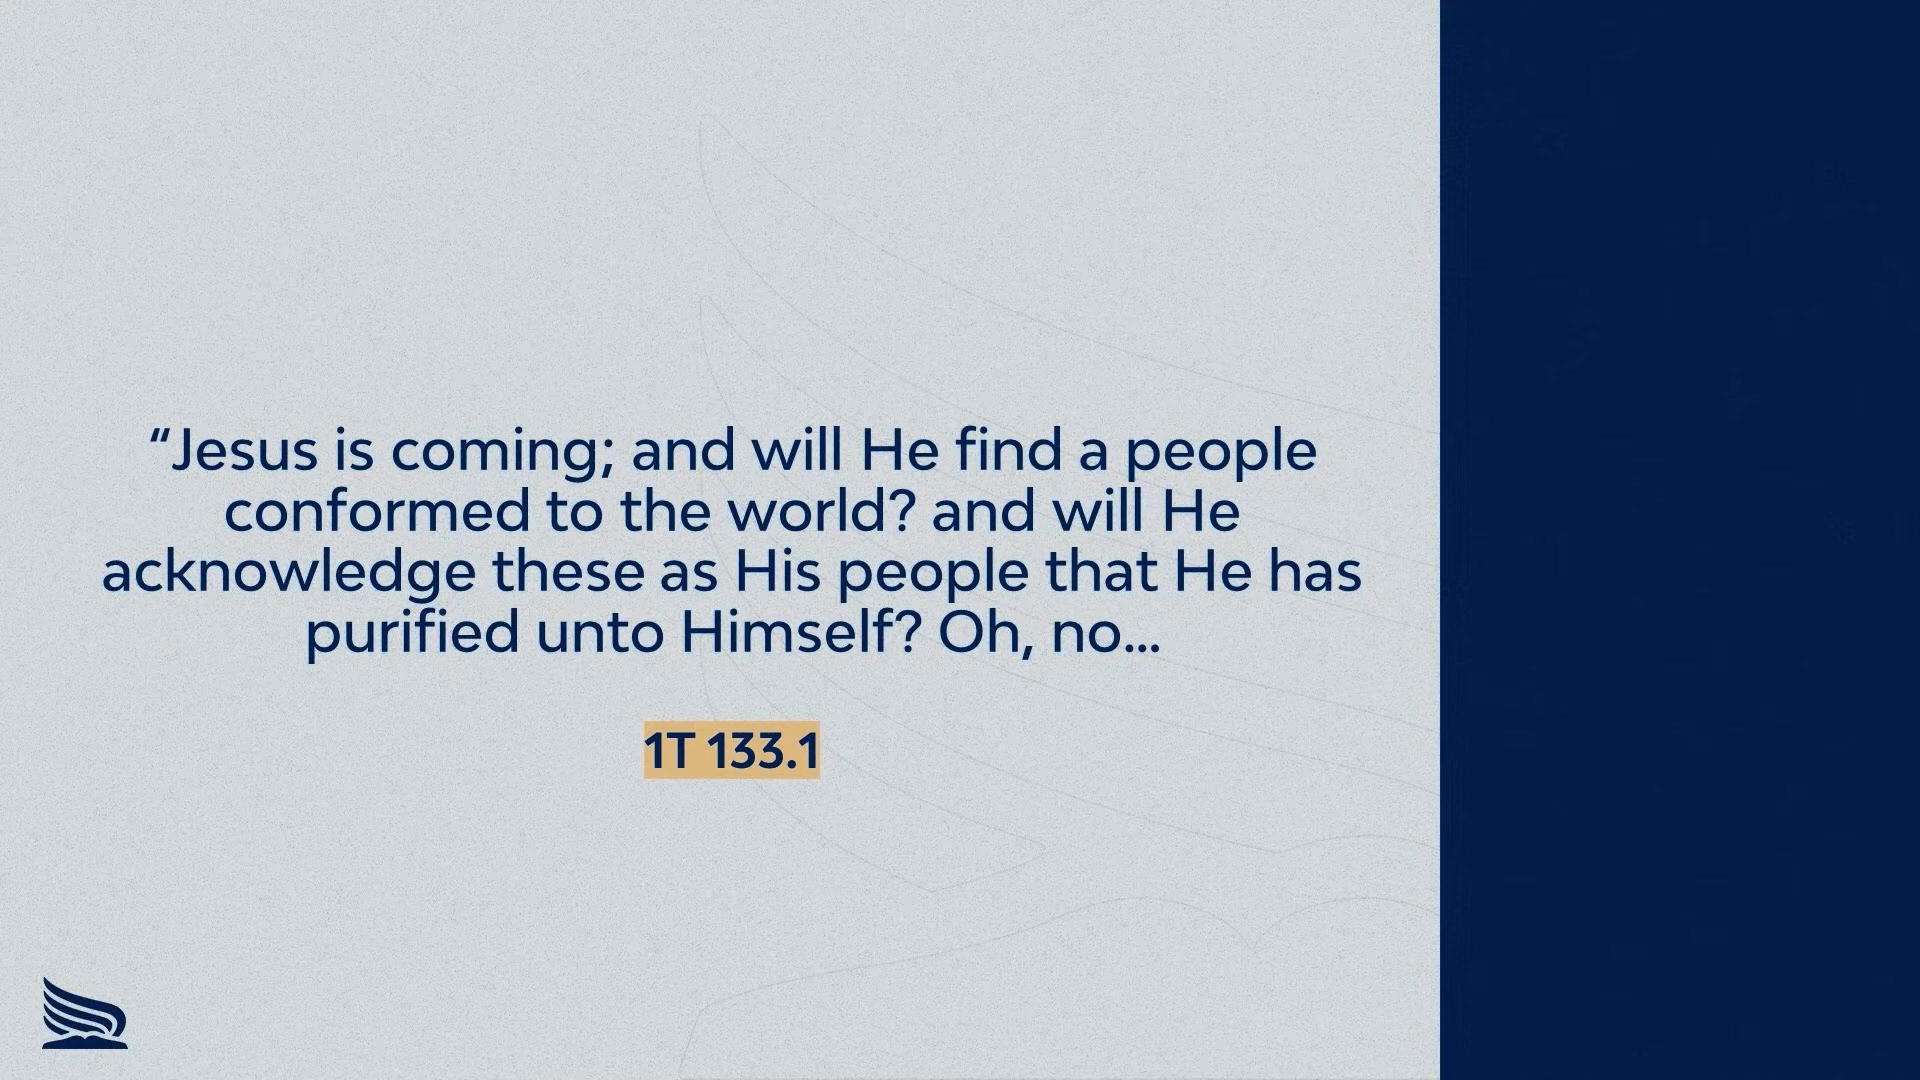 “Jesus is coming; and will He find a people
conformed to the world? and will He
acknowledge these as His people that He has
purified unto Himself? Oh, no...
1T 133.1